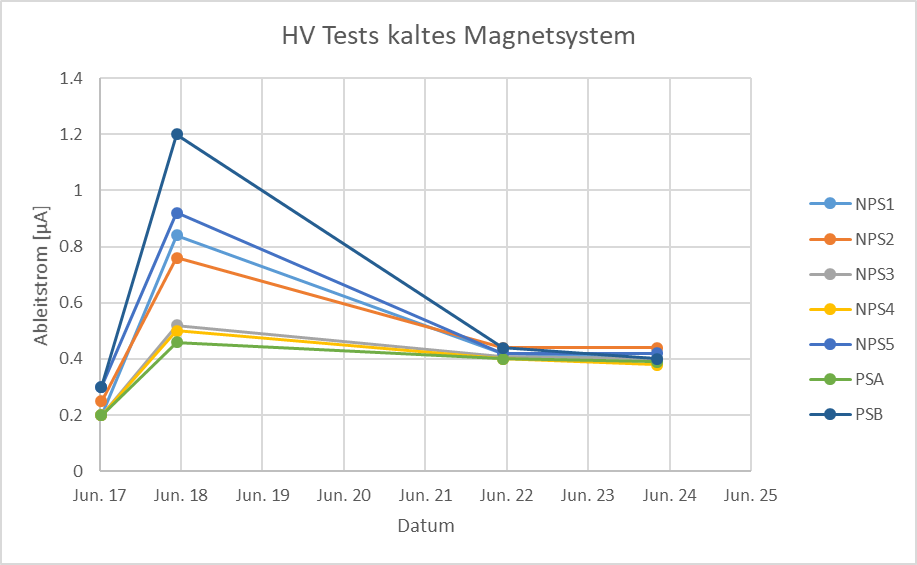 HV Tests kaltes Magnetsystem
Ableitstrom [µA]
1.4
1.2
1
0.8
0.6
0.4
0.2
0
Jun. 17 Jun. 18 Jun. 19 Jun. 20 Jun. 21 Jun. 22 Jun. 23 Jun. 24 Jun. 25
Datum
NPS1
NPS2
NPS3
NPS4
NPS5
PSA
PSB